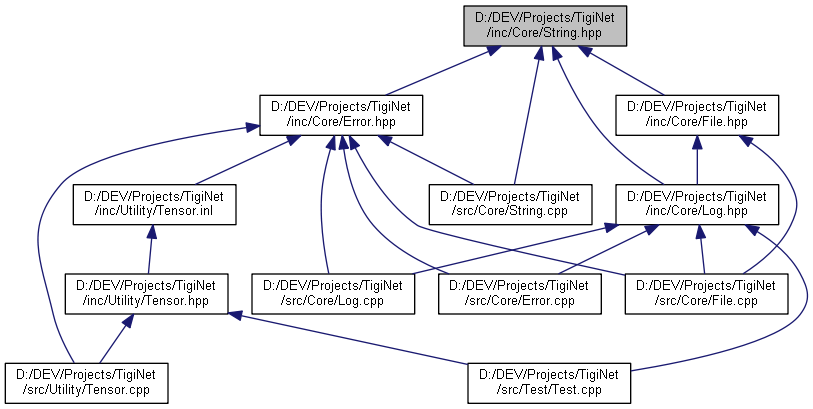 D:/DEV/Projects/TigiNet
/inc/Core/String.hpp
D:/DEV/Projects/TigiNet
/inc/Core/Error.hpp
D:/DEV/Projects/TigiNet
/inc/Core/File.hpp
D:/DEV/Projects/TigiNet
/inc/Utility/Tensor.inl
D:/DEV/Projects/TigiNet
/src/Core/String.cpp
D:/DEV/Projects/TigiNet
/inc/Core/Log.hpp
D:/DEV/Projects/TigiNet
/inc/Utility/Tensor.hpp
D:/DEV/Projects/TigiNet
/src/Core/Log.cpp
D:/DEV/Projects/TigiNet
/src/Core/Error.cpp
D:/DEV/Projects/TigiNet
/src/Core/File.cpp
D:/DEV/Projects/TigiNet
/src/Utility/Tensor.cpp
D:/DEV/Projects/TigiNet
/src/Test/Test.cpp